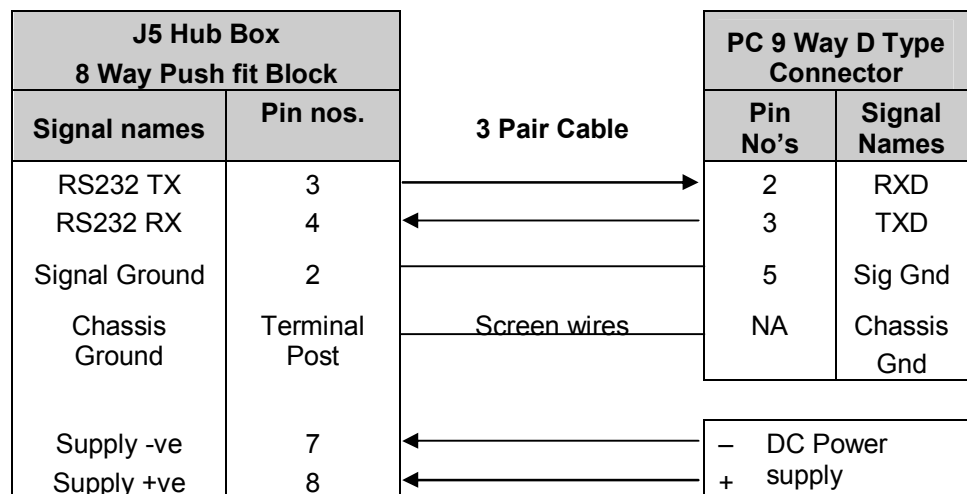 J5 Hub Box
8 Way Push fit Block
PC 9 Way D Type
Connector
Signal names Pin nos. 3 Pair Cable Pin
No's Signal
Names
RS232 TX 3 2 RXD
RS232 RX 4 3 TXD
Signal Ground 2 5 Sig Gnd
Chassis
Ground Terminal
Post Screen wires NA Chassis
Gnd
Supply -ve 7 – DC Power
Supply +ve 8 + supply